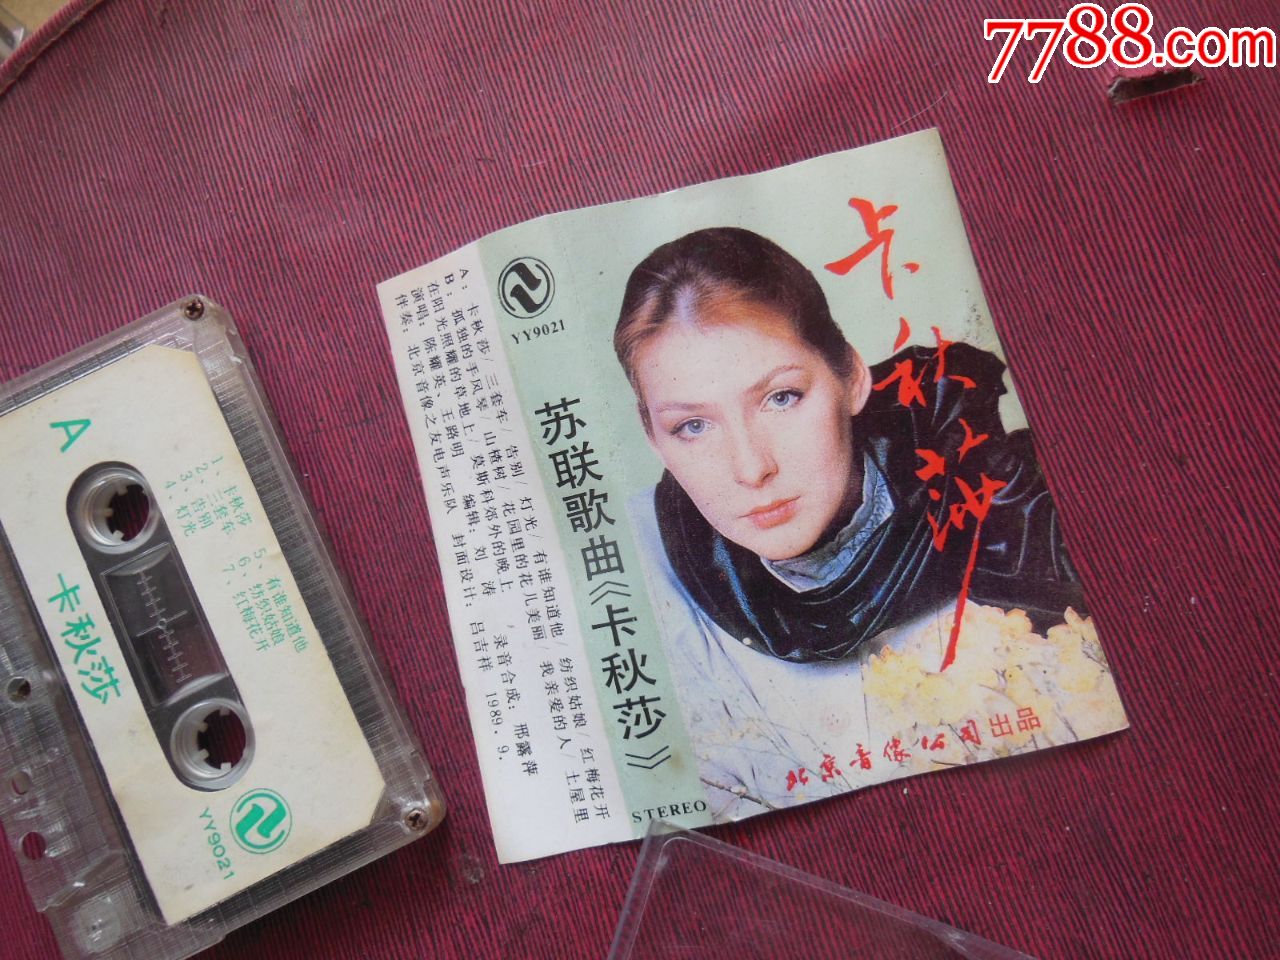 7788.com
卡秋莎
北京音像公司出品
YY9021
苏联歌曲《卡秋莎》
STEREO
A：卡秋莎/三套车/告别/灯光/有谁知道他/纺织姑娘/红梅花开
B：孤独的手风琴/山楂树/花园里的花儿美丽/我亲爱的人/土屋里
在阳光照耀的草地上/莫斯科郊外的晚上
演唱：陈耀英、王路明 编辑：刘涛 /录音合成：邢露萍
伴奏：北京音像之友电声乐队 封面设计：吕吉祥 1989.9.
A
1、卡秋莎
2、三套车
3、告别
4、灯光
5、有谁知道他
6、纺织姑娘
7、红梅花开
卡秋莎
YY9021